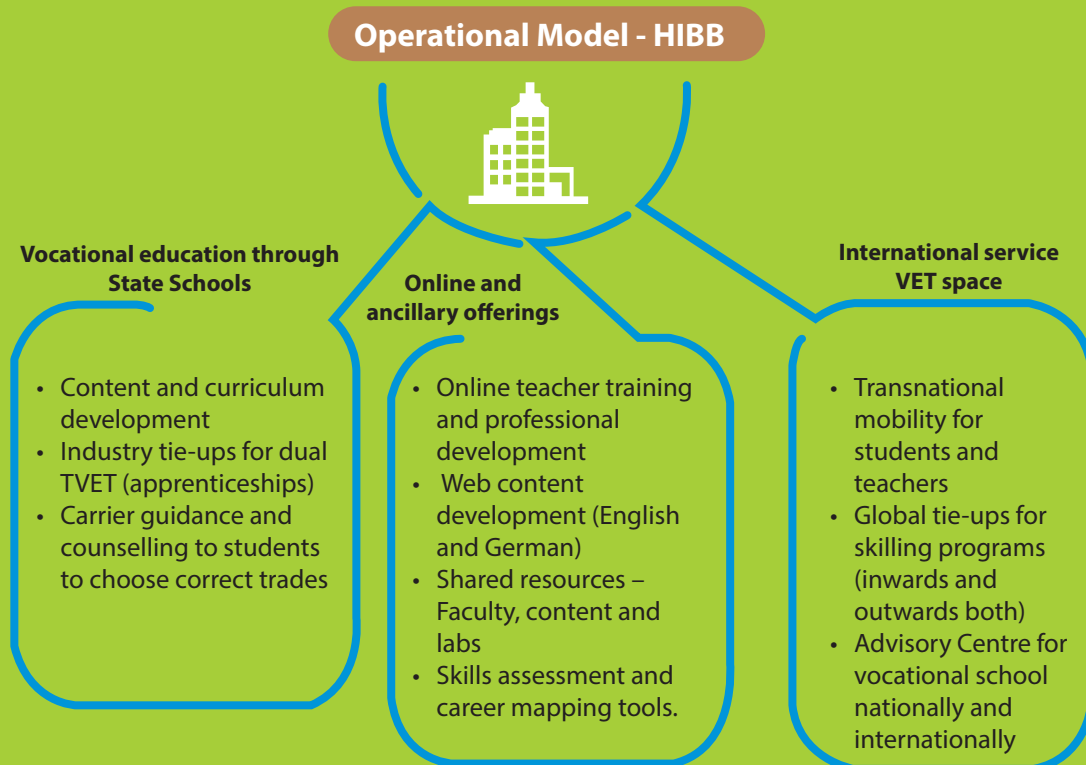 Operational Model - HIBB
Vocational education through
State Schools
• Content and curriculum
development
• Industry tie-ups for dual
TVET (apprenticeships)
• Carrier guidance and
counselling to students
to choose correct trades
Online and
ancillary offerings
• Online teacher training
and professional
development
• Web content
development (English
and German)
• Shared resources –
Faculty, content and
labs
• Skills assessment and
career mapping tools.
International service
VET space
• Transnational
mobility for
students and
teachers
• Global tie-ups for
skilling programs
(inwards and
outwards both)
• Advisory Centre for
vocational school
nationally and
internationally